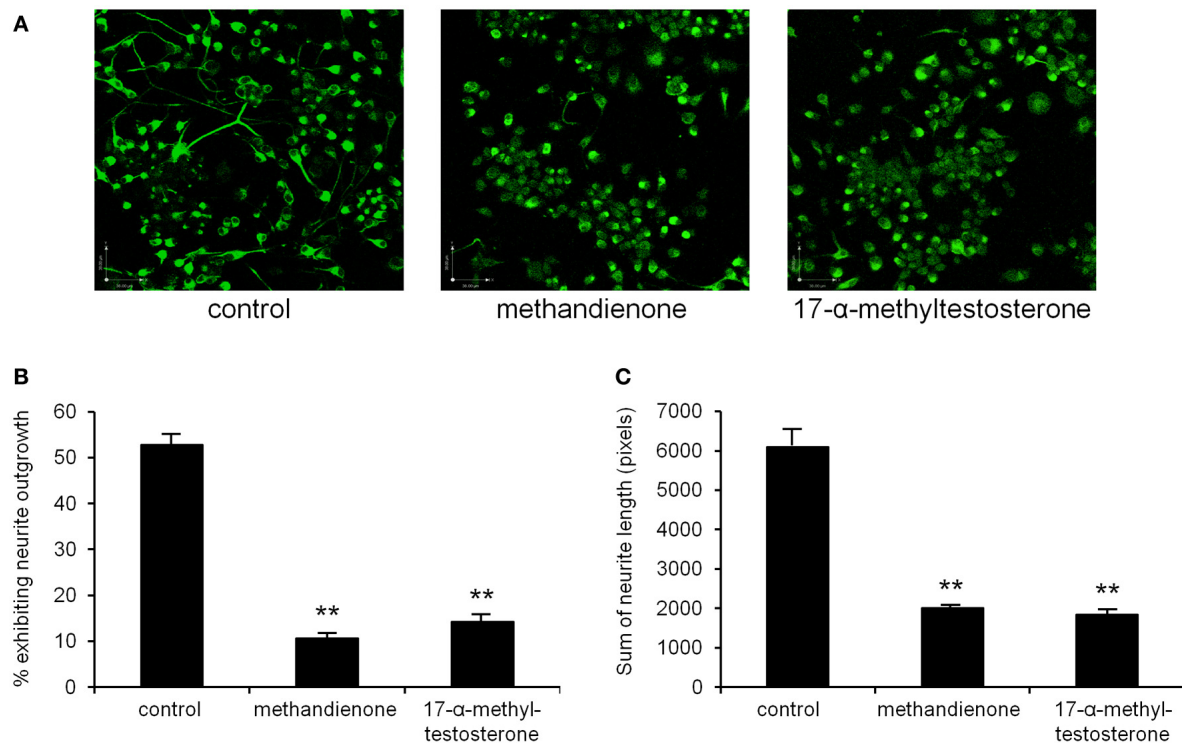 A
control
methandienone
17-α-methyltestosterone
B
% exhibiting neurite outgrowth
60
50
40
30
20
10
0
**
**
control
methandienone
17-α-methyl-
testosterone
C
Sum of neurite length (pixels)
7000
6000
5000
4000
3000
2000
1000
0
**
**
control
methandienone
17-α-methyl-
testosterone